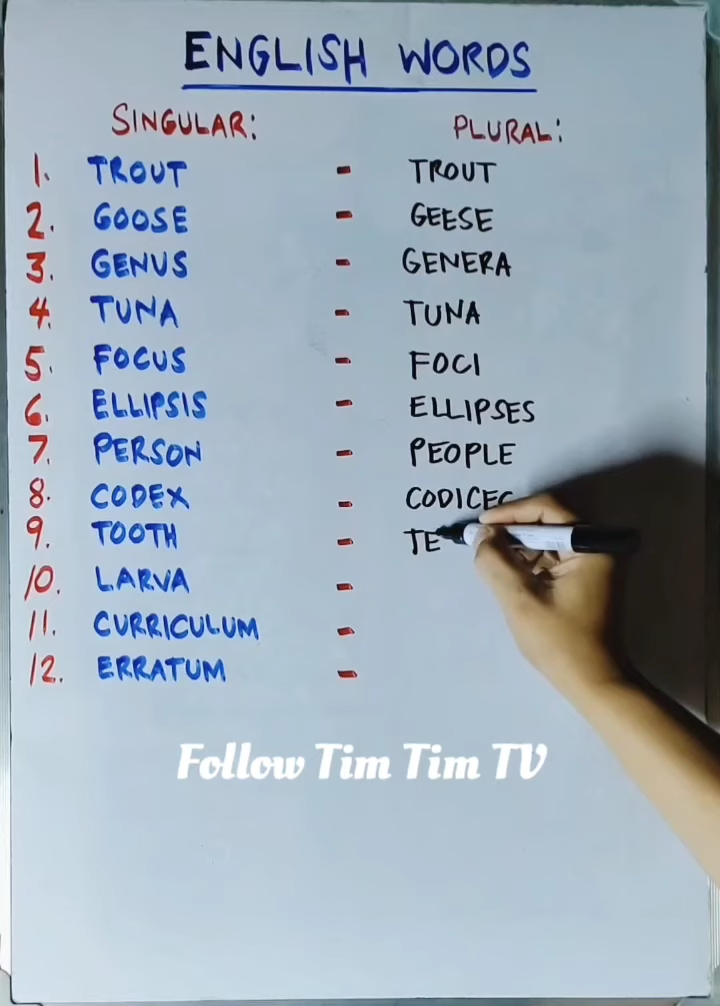 ENGLISH WORDS
SINGULAR: PLURAL:
1. TROUT - TROUT
2. GOOSE - GEESE
3. GENUS - GENERA
4. TUNA - TUNA
5. FOCUS - FOCI
6. ELLIPSIS - ELLIPSES
7. PERSON - PEOPLE
8. CODEX - CODICES
9. TOOTH - TE
10. LARVA -
11. CURRICULUM -
12. ERRATUM -
Follow Tim Tim TV